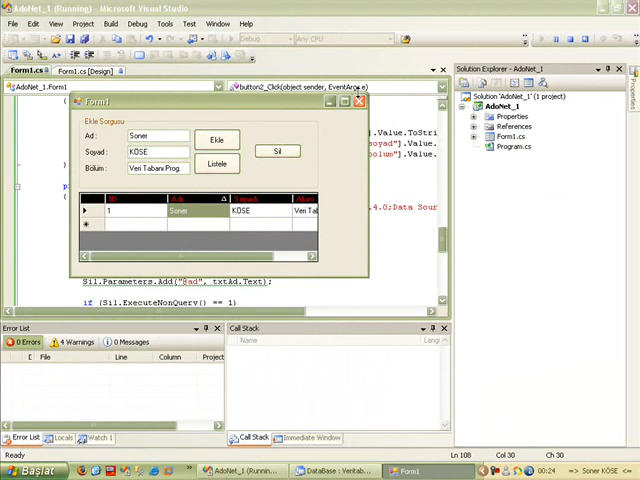 AdoNet_1 (Running) - Microsoft Visual Studio
File Edit View Project Build Debug Tools Test Window Help
Debug Any CPU
Form1.cs Form1.cs [Design]
AdoNet_1.Form1 button2_Click(object sender, EventArgs e)
Form1
Ekle Sorgusu
Ad : Soner
Soyad : KÖSE
Bölüm : Veri Tabanı Prog.
Ekle
Listele
Sil
ID Adı Soyadı Alanı
1 Soner KÖSE Veri Tab
].Value.ToStri
soyad"].Value.
bolum"].Value.
.4.0;Data Sour
Sil.Parameters.Add("@ad", txtAd.Text);
if (Sil.ExecuteNonQuery() == 1)
Solution Explorer - AdoNet_1
Solution 'AdoNet_1' (1 project)
AdoNet_1
Properties
References
Form1.cs
Program.cs
Properties
Error List
0 Errors 4 Warnings 0 Messages
File Line Column Project
Error List Locals Watch 1
Call Stack
Name Langu
Call Stack Immediate Window
Ready Ln 108 Col 30 Ch 30
Başlat AdoNet_1 (Runnin... DataBase : Veritab... Form1 00:24 => Soner KÖSE <=